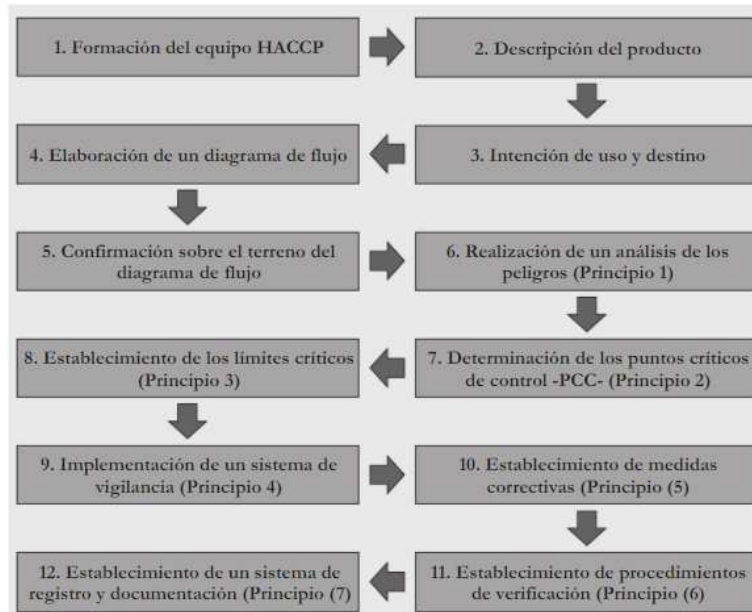 1. Formación del equipo HACCP
2. Descripción del producto
3. Intención de uso y destino
4. Elaboración de un diagrama de flujo
5. Confirmación sobre el terreno del
diagrama de flujo
6. Realización de un análisis de los
peligros (Principio 1)
7. Determinación de los puntos críticos
de control -PCC- (Principio 2)
8. Establecimiento de los límites críticos
(Principio 3)
9. Implementación de un sistema de
vigilancia (Principio 4)
10. Establecimiento de medidas
correctivas (Principio (5)
11. Establecimiento de procedimientos
de verificación (Principio (6)
12. Establecimiento de un sistema de
registro y documentación (Principio (7)